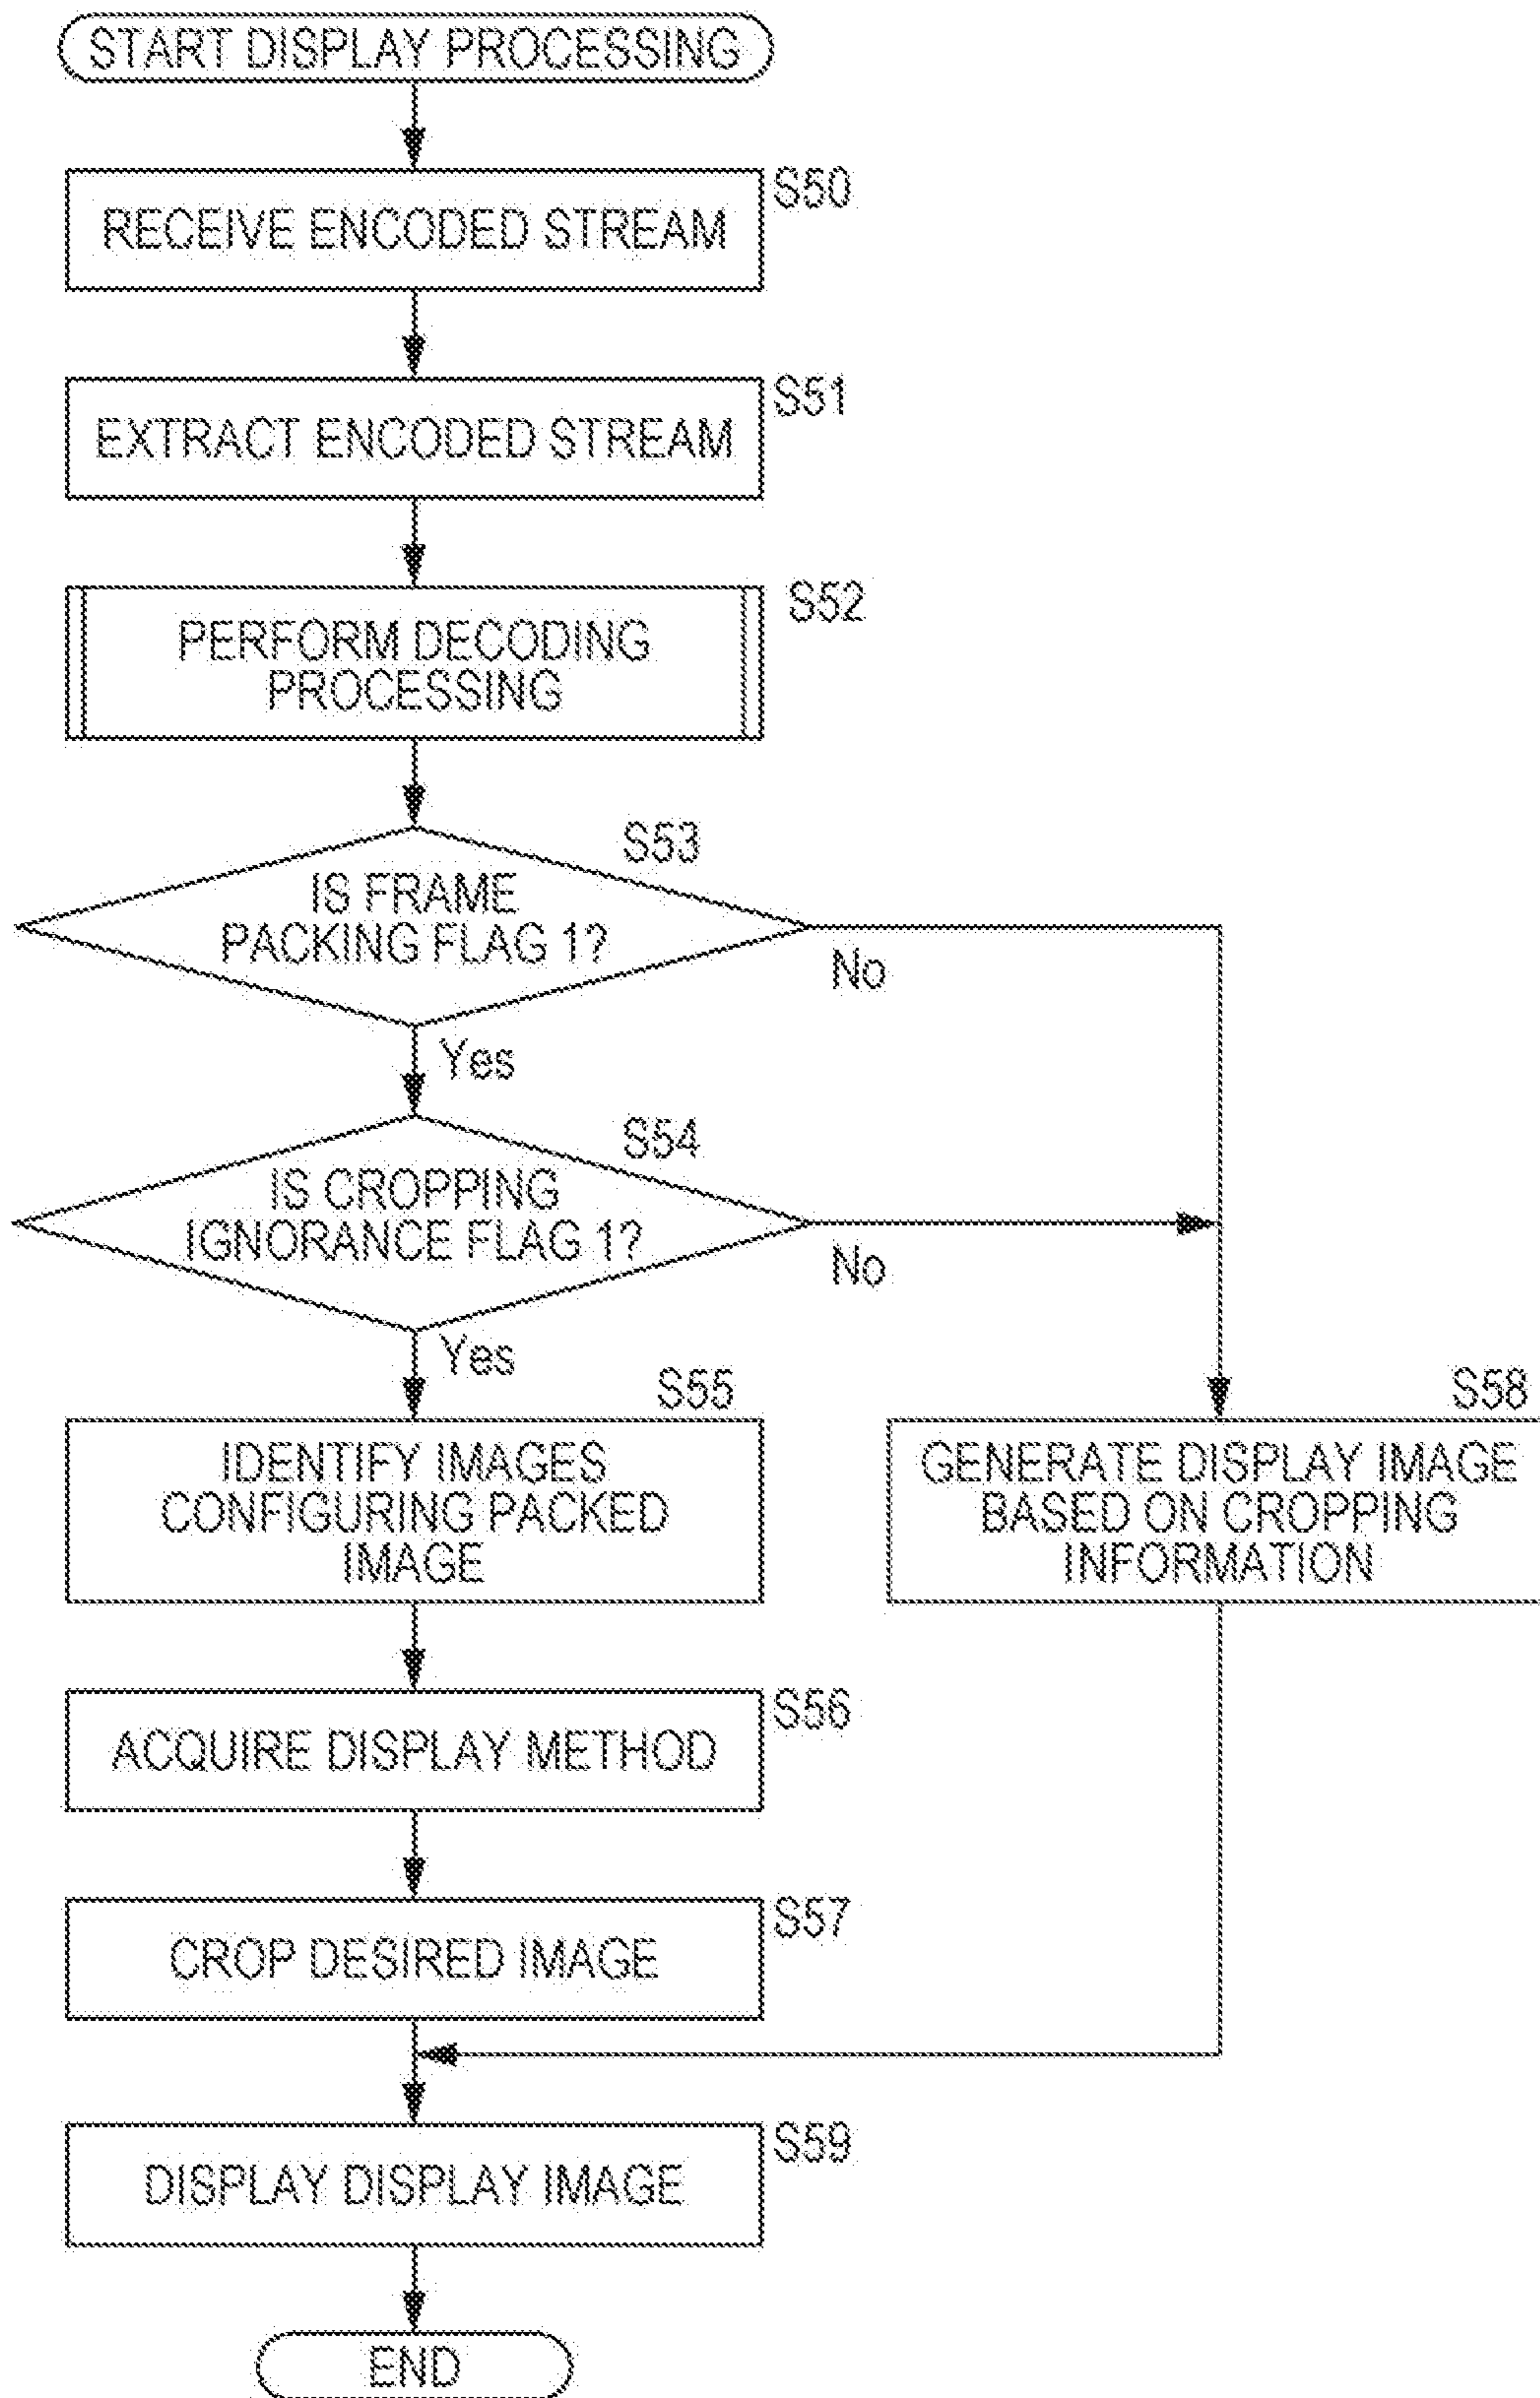 START DISPLAY PROCESSING
S50
RECEIVE ENCODED STREAM
S51
EXTRACT ENCODED STREAM
S52
PERFORM DECODING
PROCESSING
S53
IS FRAME
PACKING FLAG 1?
No
Yes
S54
IS CROPPING
IGNORANCE FLAG 1?
No
Yes
S55
IDENTIFY IMAGES
CONFIGURING PACKED
IMAGE
S58
GENERATE DISPLAY IMAGE
BASED ON CROPPING
INFORMATION
S56
ACQUIRE DISPLAY METHOD
S57
CROP DESIRED IMAGE
S59
DISPLAY DISPLAY IMAGE
END